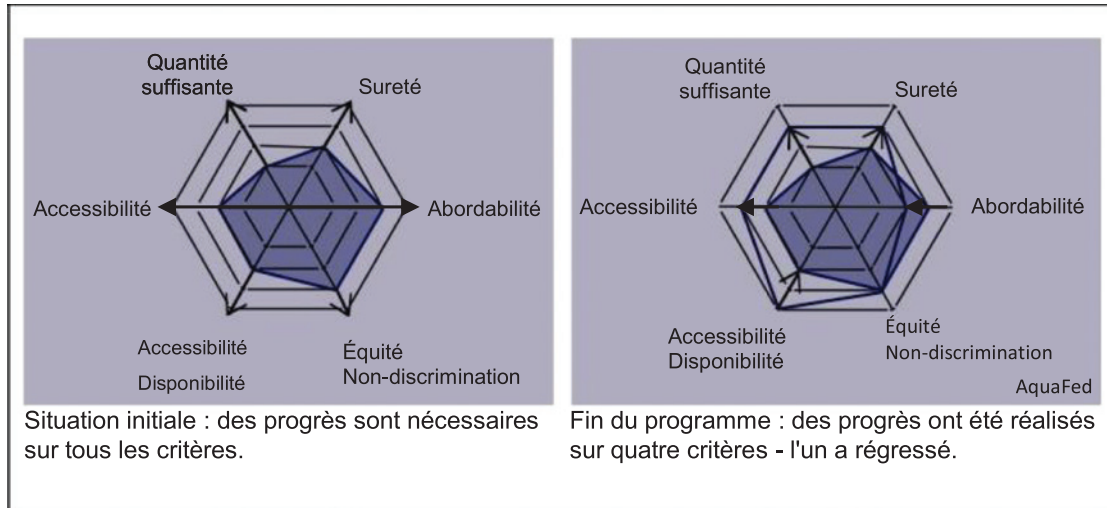 Quantité
suffisante
Sureté
Accessibilité
Abordabilité
Accessibilité
Disponibilité
Équité
Non-discrimination
Situation initiale : des progrès sont nécessaires
sur tous les critères.
Quantité
suffisante
Sureté
Accessibilité
Abordabilité
Accessibilité
Disponibilité
Équité
Non-discrimination
AquaFed
Fin du programme : des progrès ont été réalisés
sur quatre critères - l'un a régressé.